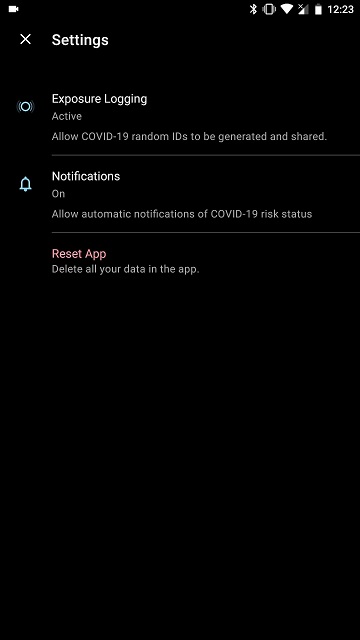 12:23
Settings
Exposure Logging
Active
Allow COVID-19 random IDs to be generated and shared.
Notifications
On
Allow automatic notifications of COVID-19 risk status
Reset App
Delete all your data in the app.